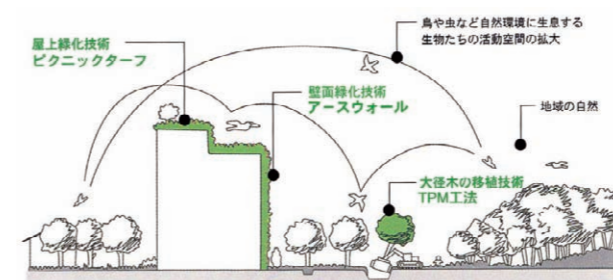 屋上緑化技術
ピクニックターフ
鳥や虫など自然環境に生息する
生物たちの活動空間の拡大
壁面緑化技術
アースウォール
地域の自然
大径木の移植技術
TPM工法